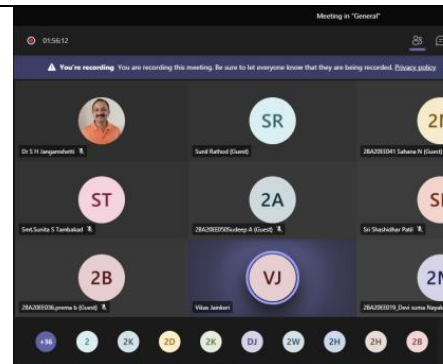 Meeting in "General"
01:56:12
You're recording You are recording this meeting. Be sure to let everyone know that they are being recorded. Privacy policy
SR
Dr S H Jangamshetti
Sunil Rathod (Guest)
2BA20EE041 Sahana N (Guest)
ST
2A
Smt.Sunita S Tambakad
2BA20EE050Sudeep A (Guest)
Sri Shashidhar Patil
2B
VJ
2BA20EE036,prema b (Guest)
Vikas Jainkeri
2BA20EE019_Devi suma Nayak
+36
2
2K
2D
2K
DJ
2W
2H
2H
2B